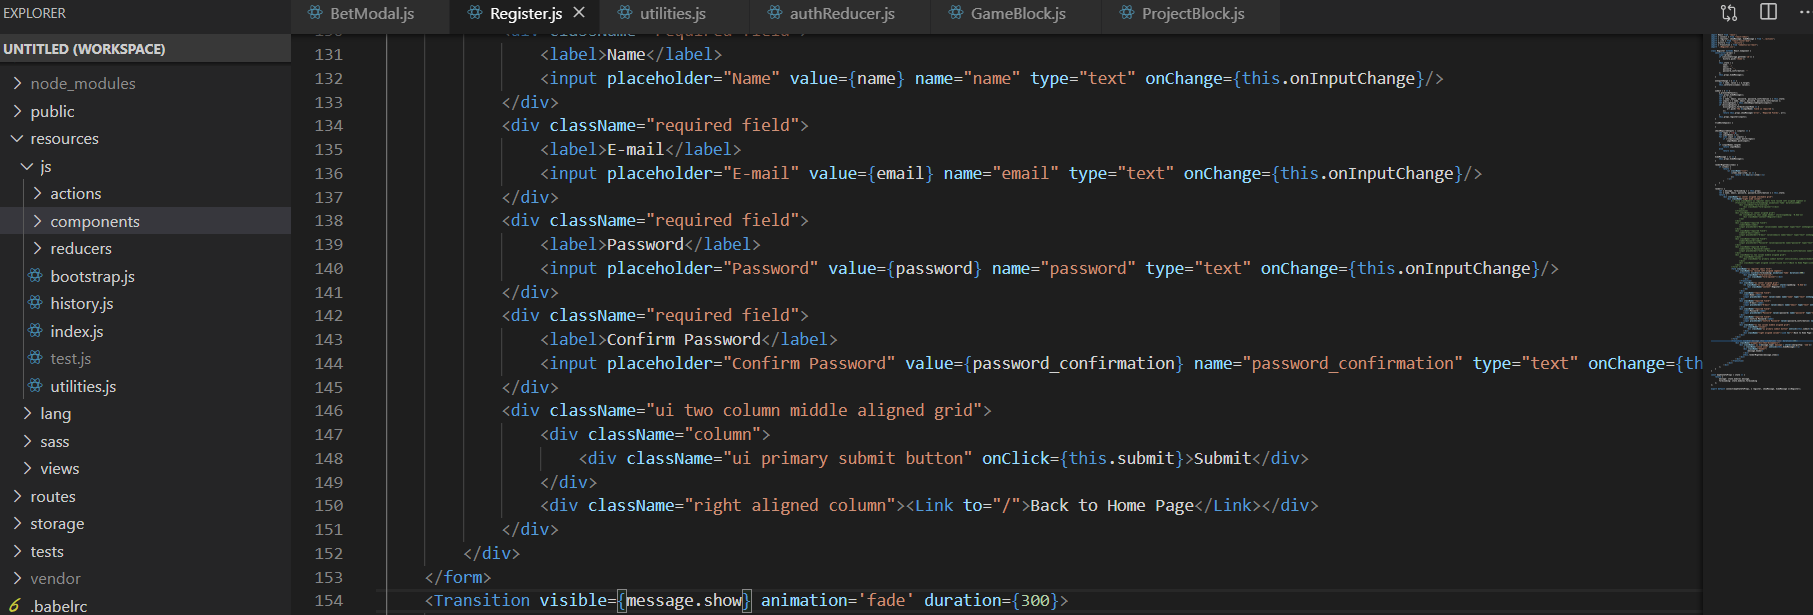 EXPLORER
UNTITLED (WORKSPACE)
node_modules
public
resources
js
actions
components
reducers
bootstrap.js
history.js
index.js
test.js
utilities.js
lang
sass
views
routes
storage
tests
vendor
.babelrc
BetModal.js
Register.js
utilities.js
authReducer.js
GameBlock.js
ProjectBlock.js
131 <label>Name</label>
132 <input placeholder="Name" value={name} name="name" type="text" onChange={this.onInputChange}/>
133 </div>
134 <div className="required field">
135 <label>E-mail</label>
136 <input placeholder="E-mail" value={email} name="email" type="text" onChange={this.onInputChange}/>
137 </div>
138 <div className="required field">
139 <label>Password</label>
140 <input placeholder="Password" value={password} name="password" type="text" onChange={this.onInputChange}/>
141 </div>
142 <div className="required field">
143 <label>Confirm Password</label>
144 <input placeholder="Confirm Password" value={password_confirmation} name="password_confirmation" type="text" onChange={th
145 </div>
146 <div className="ui two column middle aligned grid">
147 <div className="column">
148 <div className="ui primary submit button" onClick={this.submit}>Submit</div>
149 </div>
150 <div className="right aligned column"><Link to="/">Back to Home Page</Link></div>
151 </div>
152 </div>
153 </form>
154 <Transition visible={message.show} animation='fade' duration={300}>